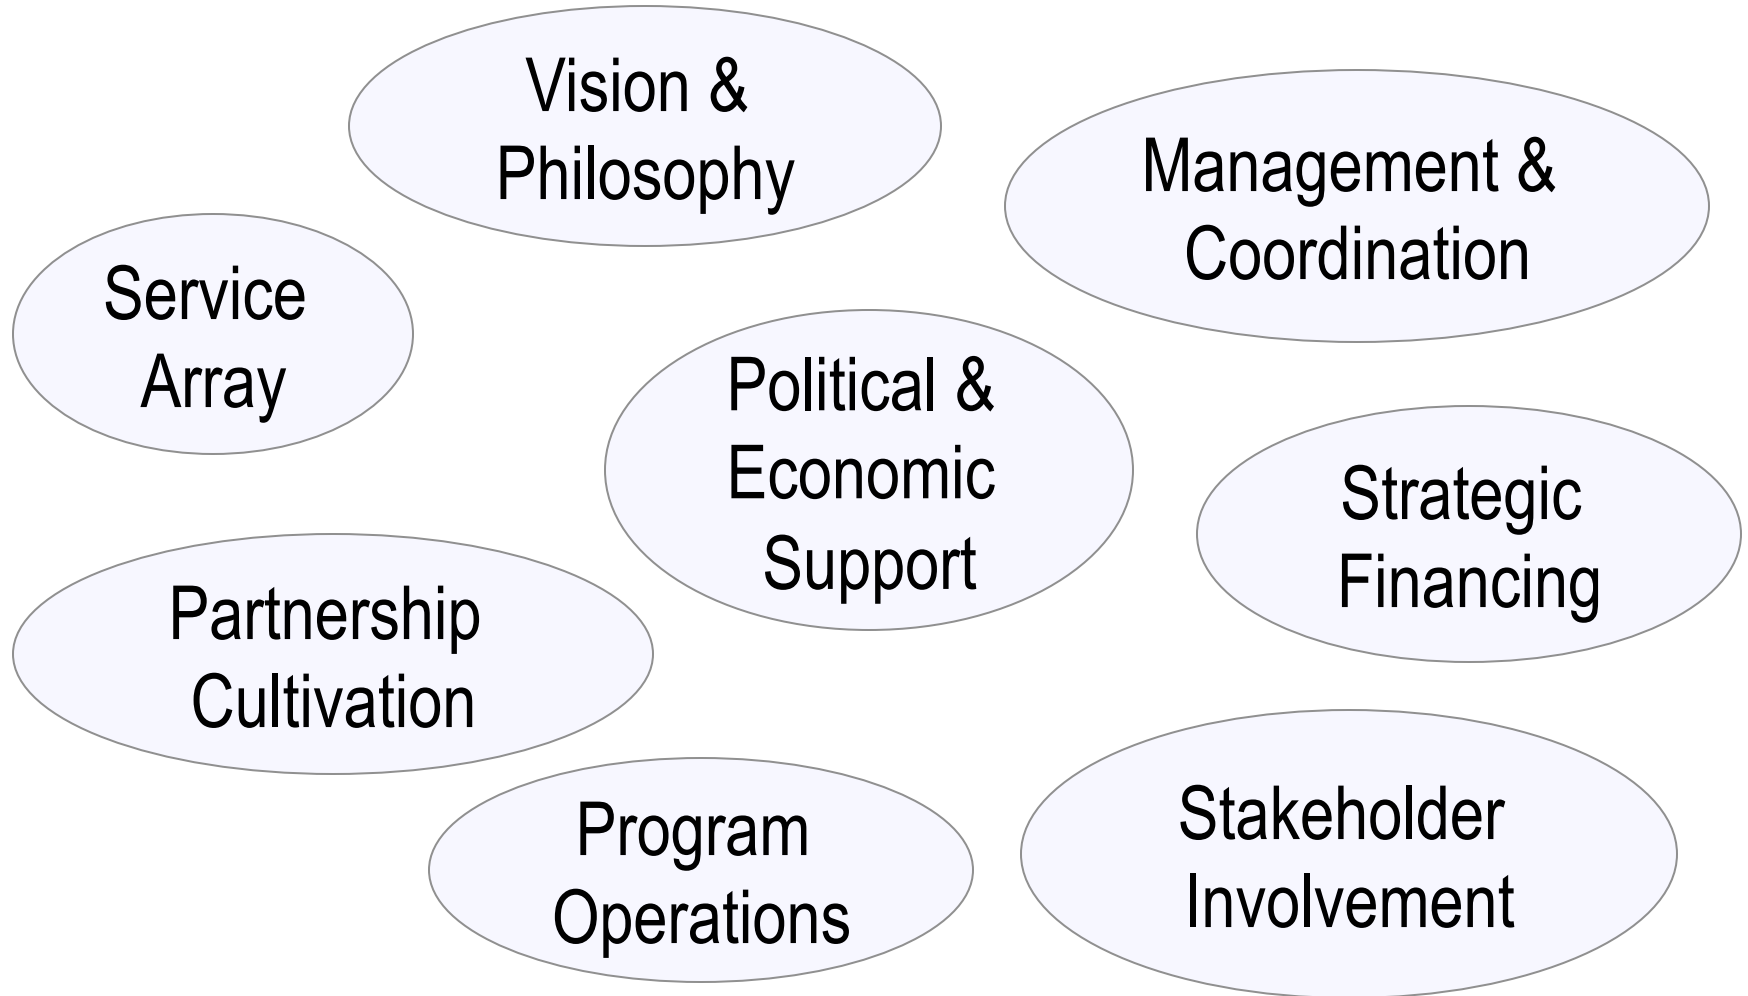 Vision &
Philosophy
Management &
Coordination
Service
Array
Political &
Economic
Support
Strategic
Financing
Partnership
Cultivation
Program
Operations
Stakeholder
Involvement